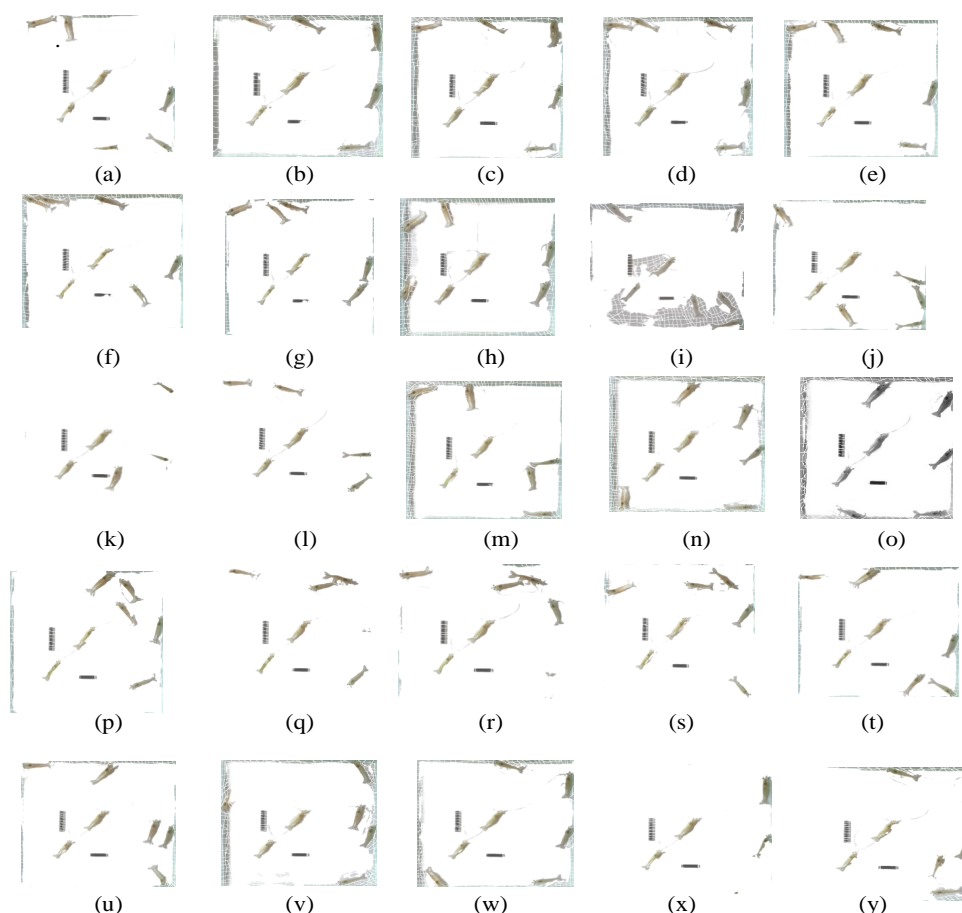 (a) (b) (c) (d) (e)
(f) (g) (h) (i) (j)
(k) (l) (m) (n) (o)
(p) (q) (r) (s) (t)
(u) (v) (w) (x) (y)